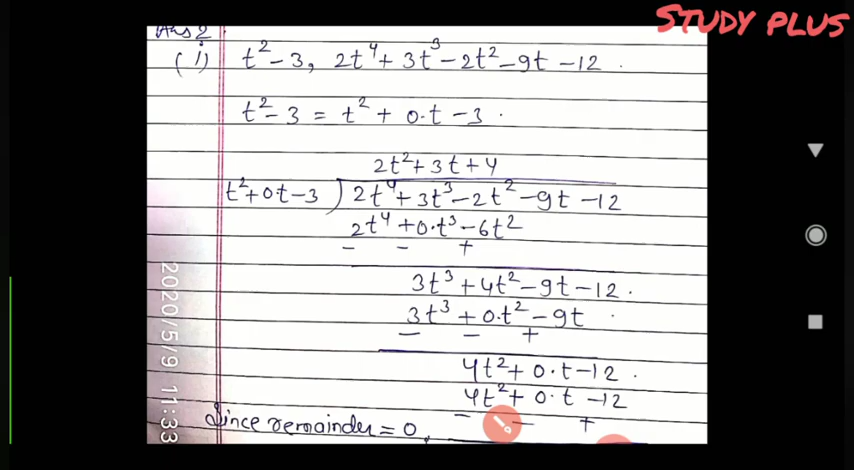 STUDY PLUS
Ans 2
(i) t² - 3, 2t⁴ + 3t³ - 2t² - 9t - 12 .
t² - 3 = t² + 0·t - 3 .
2t² + 3t + 4
t² + 0t - 3 ) 2t⁴ + 3t³ - 2t² - 9t - 12
2t⁴ + 0·t³ - 6t²
- - +
3t³ + 4t² - 9t - 12 .
3t³ + 0·t² - 9t .
- - +
4t² + 0·t - 12 .
4t² + 0·t - 12
- - +
Since remainder = 0,
2020/5/9 11:33